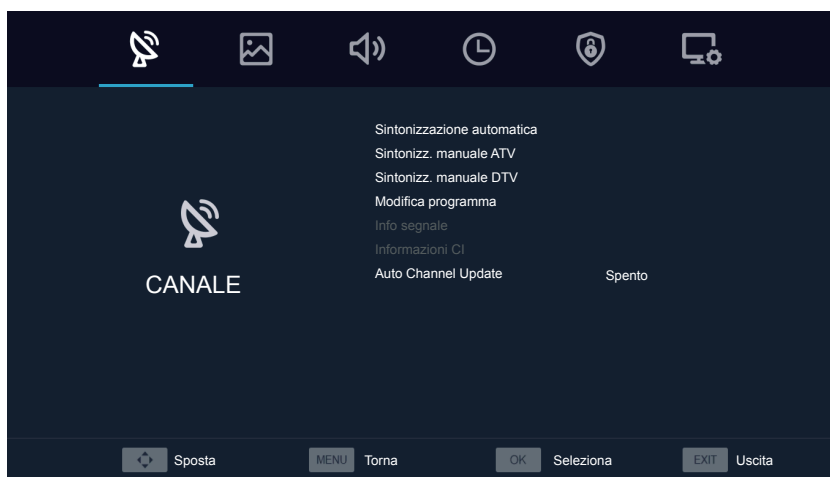 Sintonizzazione automatica
Sintonizz. manuale ATV
Sintonizz. manuale DTV
Modifica programma
Info segnale
Informazioni CI
Auto Channel Update Spento
CANALE
Sposta MENU Torna OK Seleziona EXIT Uscita